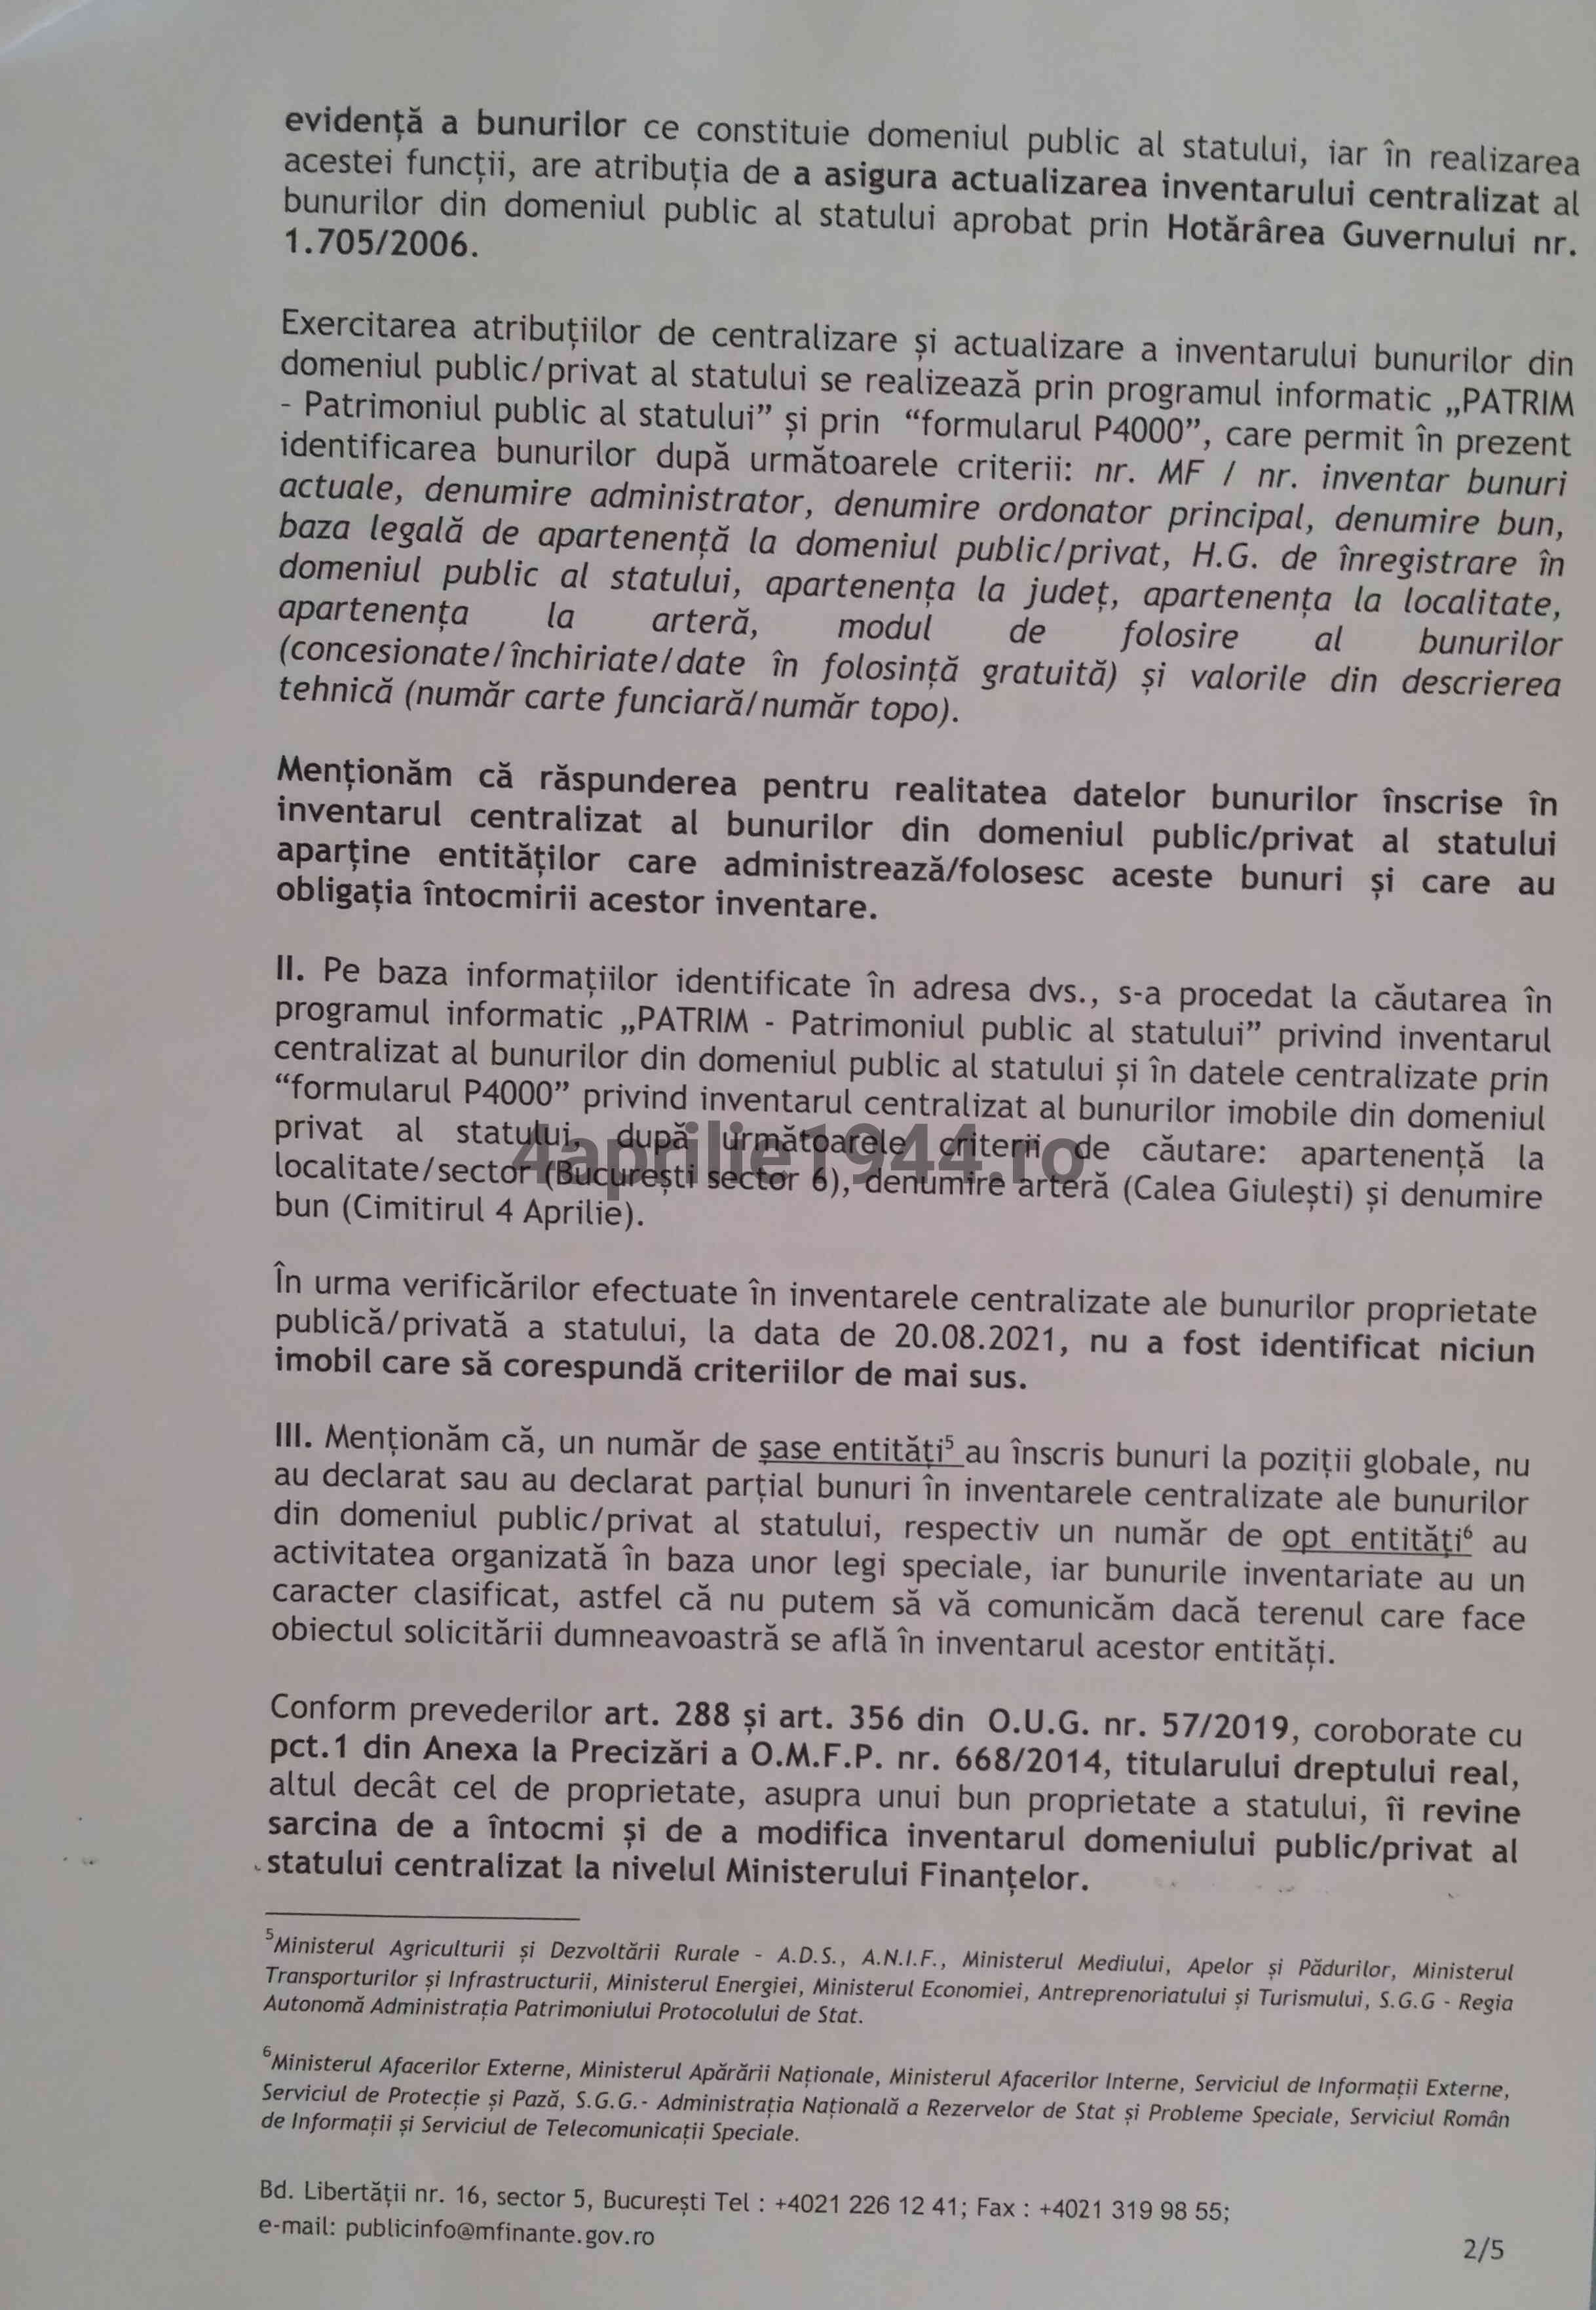 evidență a bunurilor ce constituie domeniul public al statului, iar în realizarea
acestei funcții, are atribuția de a asigura actualizarea inventarului centralizat al
bunurilor din domeniul public al statului aprobat prin Hotărârea Guvernului nr.
1.705/2006.
Exercitarea atribuțiilor de centralizare și actualizare a inventarului bunurilor din
domeniul public/privat al statului se realizează prin programul informatic „PATRIM
- Patrimoniul public al statului” și prin “formularul P4000”, care permit în prezent
identificarea bunurilor după următoarele criterii: nr. MF / nr. inventar bunuri
actuale, denumire administrator, denumire ordonator principal, denumire bun,
baza legală de apartenență la domeniul public/privat, H.G. de înregistrare în
domeniul public al statului, apartenența la județ, apartenența la localitate,
apartenența la arteră, modul de folosire al bunurilor
(concesionate/închiriate/date în folosință gratuită) și valorile din descrierea
tehnică (număr carte funciară/număr topo).
Menționăm că răspunderea pentru realitatea datelor bunurilor înscrise în
inventarul centralizat al bunurilor din domeniul public/privat al statului
aparține entităților care administrează/folosesc aceste bunuri și care au
obligația întocmirii acestor inventare.
II. Pe baza informațiilor identificate în adresa dvs., s-a procedat la căutarea în
programul informatic „PATRIM - Patrimoniul public al statului” privind inventarul
centralizat al bunurilor din domeniul public al statului și în datele centralizate prin
“formularul P4000” privind inventarul centralizat al bunurilor imobile din domeniul
privat al statului, după următoarele criterii de căutare: apartenență la
4aprilie1944.ro
localitate/sector (București sector 6), denumire arteră (Calea Giulești) și denumire
bun (Cimitirul 4 Aprilie).
În urma verificărilor efectuate în inventarele centralizate ale bunurilor proprietate
publică/privată a statului, la data de 20.08.2021, nu a fost identificat niciun
imobil care să corespundă criteriilor de mai sus.
III. Menționăm că, un număr de șase entități⁵ au înscris bunuri la poziții globale, nu
au declarat sau au declarat parțial bunuri în inventarele centralizate ale bunurilor
din domeniul public/privat al statului, respectiv un număr de opt entități⁶ au
activitatea organizată în baza unor legi speciale, iar bunurile inventariate au un
caracter clasificat, astfel că nu putem să vă comunicăm dacă terenul care face
obiectul solicitării dumneavoastră se află în inventarul acestor entități.
Conform prevederilor art. 288 și art. 356 din O.U.G. nr. 57/2019, coroborate cu
pct.1 din Anexa la Precizări a O.M.F.P. nr. 668/2014, titularului dreptului real,
altul decât cel de proprietate, asupra unui bun proprietate a statului, îi revine
sarcina de a întocmi și de a modifica inventarul domeniului public/privat al
statului centralizat la nivelul Ministerului Finanțelor.
⁵Ministerul Agriculturii și Dezvoltării Rurale - A.D.S., A.N.I.F., Ministerul Mediului, Apelor și Pădurilor, Ministerul
Transporturilor și Infrastructurii, Ministerul Energiei, Ministerul Economiei, Antreprenoriatului și Turismului, S.G.G - Regia
Autonomă Administrația Patrimoniului Protocolului de Stat.
⁶Ministerul Afacerilor Externe, Ministerul Apărării Naționale, Ministerul Afacerilor Interne, Serviciul de Informații Externe,
Serviciul de Protecție și Pază, S.G.G.- Administrația Națională a Rezervelor de Stat și Probleme Speciale, Serviciul Român
de Informații și Serviciul de Telecomunicații Speciale.
Bd. Libertății nr. 16, sector 5, București Tel : +4021 226 12 41; Fax : +4021 319 98 55;
e-mail: publicinfo@mfinante.gov.ro
2/5